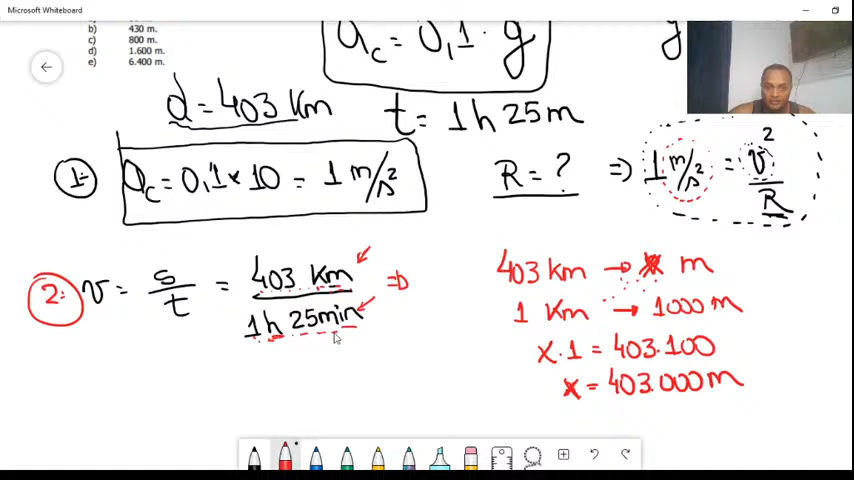 Microsoft Whiteboard
b) 430 m.
c) 800 m.
d) 1.600 m.
e) 6.400 m.
a_c = 0,1 · g
g
d = 403 Km
t = 1h 25m
1- a_c = 0,1 × 10 = 1 m/s²
R = ? ⇒ 1 m/s² = v²/R
2- v = s/t = 403 Km / 1h 25min ⇒
403 Km → x m
1 Km → 1000 m
x · 1 = 403.100
x = 403.000 m